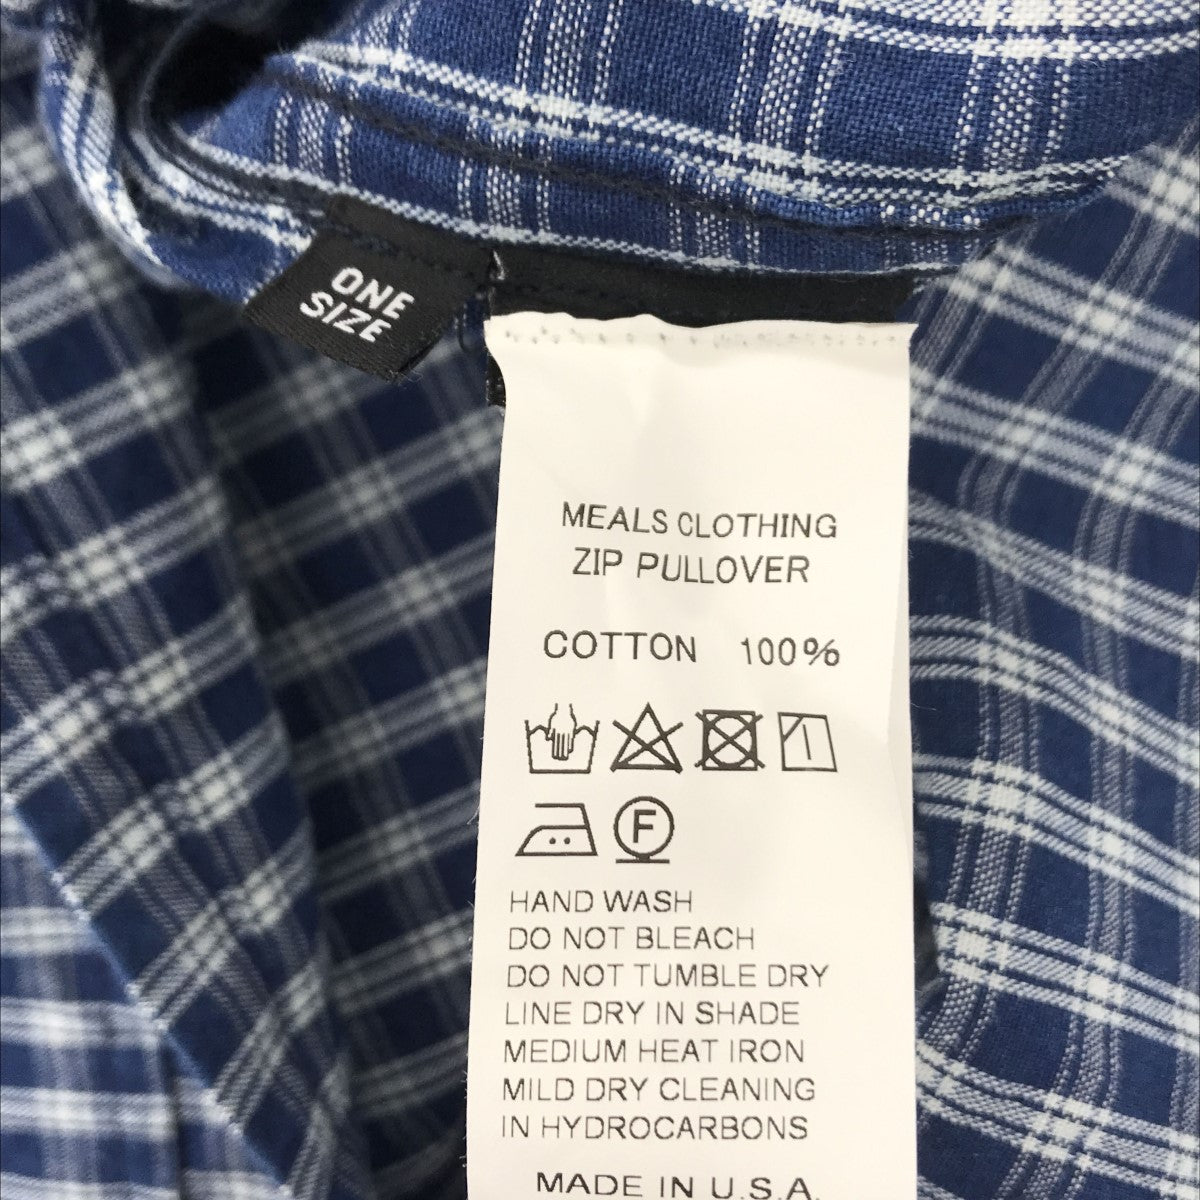 ONE
SIZE
MEALS CLOTHING
ZIP PULLOVER
COTTON 100%
F
HAND WASH
DO NOT BLEACH
DO NOT TUMBLE DRY
LINE DRY IN SHADE
MEDIUM HEAT IRON
MILD DRY CLEANING
IN HYDROCARBONS
MADE IN U.S.A.